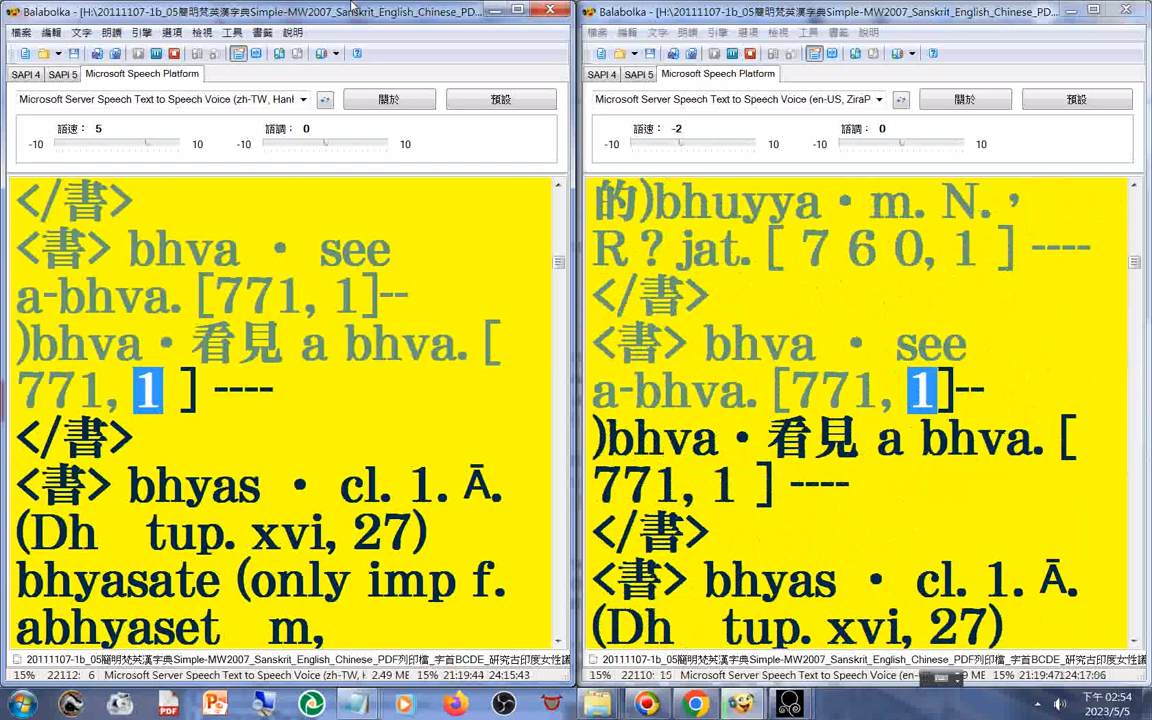 Balabolka - [H:\20111107-1b_05簡明梵英漢字典Simple-MW2007_Sanskrit_English_Chinese_PD...
檔案 編輯 文字 朗讀 引擎 選項 檢視 工具 書籤 說明
SAPI 4 SAPI 5 Microsoft Speech Platform
Microsoft Server Speech Text to Speech Voice (zh-TW, Hanl
關於 預設
語速: 5 語調: 0
-10 10 -10 10
</書>
<書> bhva · see
a-bhva. [771, 1]--
)bhva · 看見 a bhva. [
771, 1 ] ----
</書>
<書> bhyas · cl. 1. Ā.
(Dh tup. xvi, 27)
bhyasate (only imp f.
abhyaset m,
20111107-1b_05簡明梵英漢字典Simple-MW2007_Sanskrit_English_Chinese_PDF列印檔_字首BCDE_研究古印度女性議
22112: 6 Microsoft Server Speech Text to Speech Voice (zh-TW, H 2.49 MB 15% 21:19:44 24:15:43
Balabolka - [H:\20111107-1b_05簡明梵英漢字典Simple-MW2007_Sanskrit_English_Chinese_PD...
檔案 編輯 文字 朗讀 引擎 選項 檢視 工具 書籤 說明
SAPI 4 SAPI 5 Microsoft Speech Platform
Microsoft Server Speech Text to Speech Voice (en-US, ZiraP
關於 預設
語速: -2 語調: 0
-10 10 -10 10
的)bhuyya · m. N. ，
R ? jat. [ 7 6 0, 1 ] ----
</書>
<書> bhva · see
a-bhva. [771, 1]--
)bhva · 看見 a bhva. [
771, 1 ] ----
</書>
<書> bhyas · cl. 1. Ā.
(Dh tup. xvi, 27)
20111107-1b_05簡明梵英漢字典Simple-MW2007_Sanskrit_English_Chinese_PDF列印檔_字首BCDE_研究古印度女性議
15% 22110: 15 Microsoft Server Speech Text to Speech Voice (en-US, 15%
下午 02:54
2023/5/5